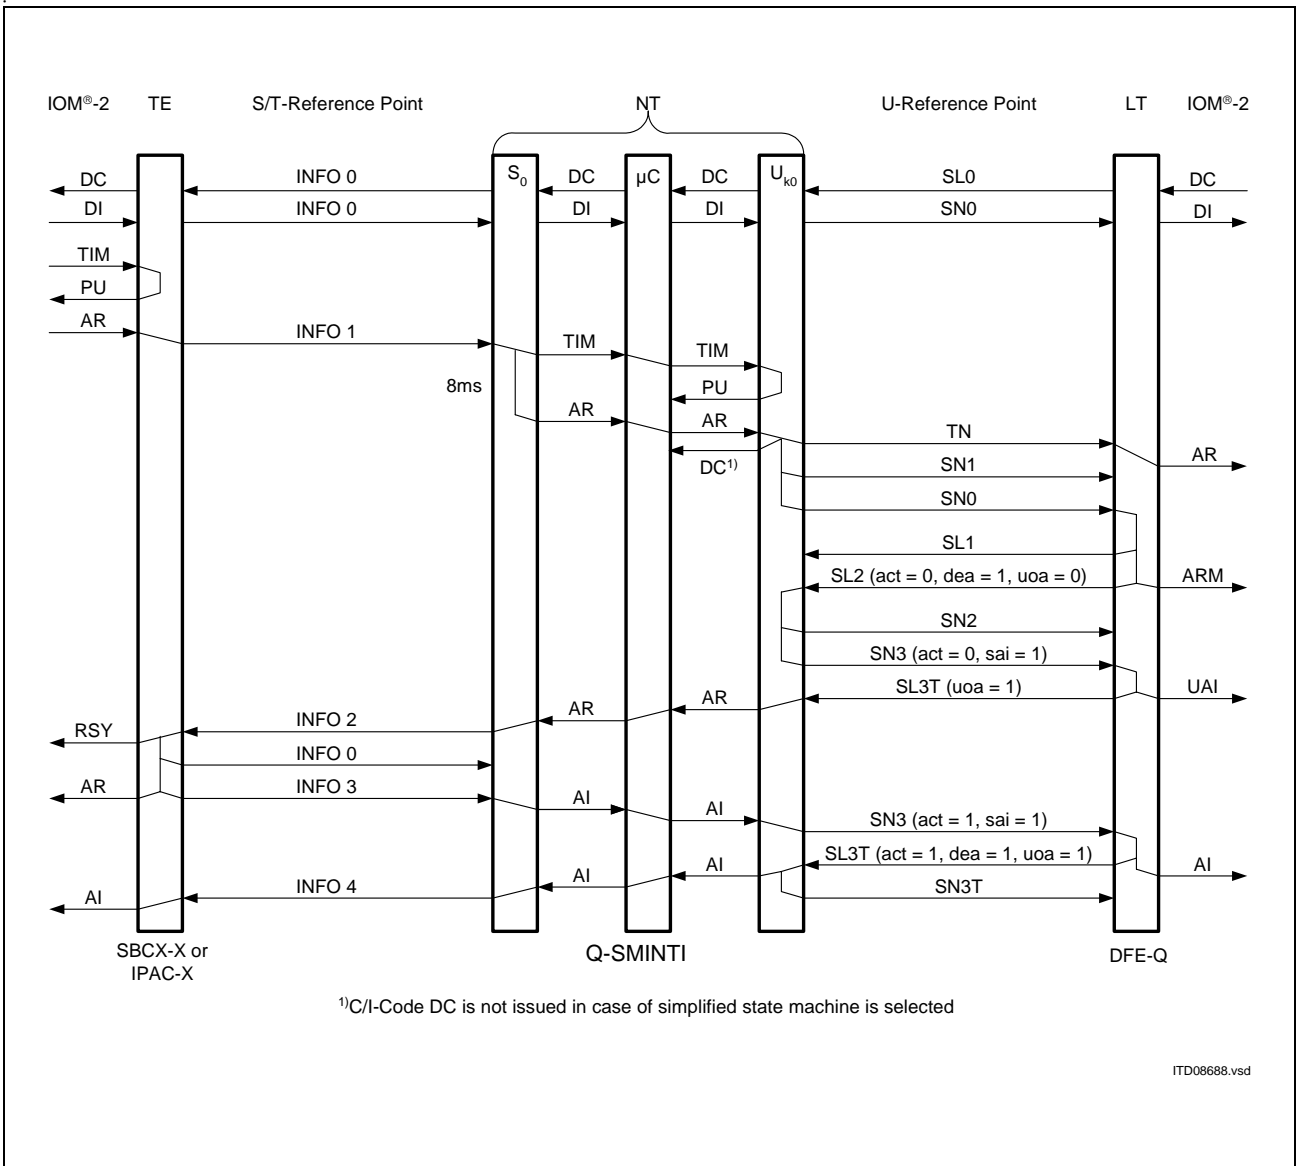 :
IOM®-2 TE S/T-Reference Point NT U-Reference Point LT IOM®-2
S0 µC Uk0
DC INFO 0 DC DC SL0 DC
DI INFO 0 DI DI SN0 DI
TIM
PU
AR INFO 1
TIM TIM
8ms PU
AR AR TN
AR
DC1)
SN1
SN0
SL1
SL2 (act = 0, dea = 1, uoa = 0) ARM
SN2
SN3 (act = 0, sai = 1)
SL3T (uoa = 1) UAI
AR AR
RSY INFO 2
INFO 0
AR INFO 3
AI AI SN3 (act = 1, sai = 1)
SL3T (act = 1, dea = 1, uoa = 1)
AI AI AI
AI INFO 4 SN3T
SBCX-X or
IPAC-X
Q-SMINTI
DFE-Q
1)C/I-Code DC is not issued in case of simplified state machine is selected
ITD08688.vsd